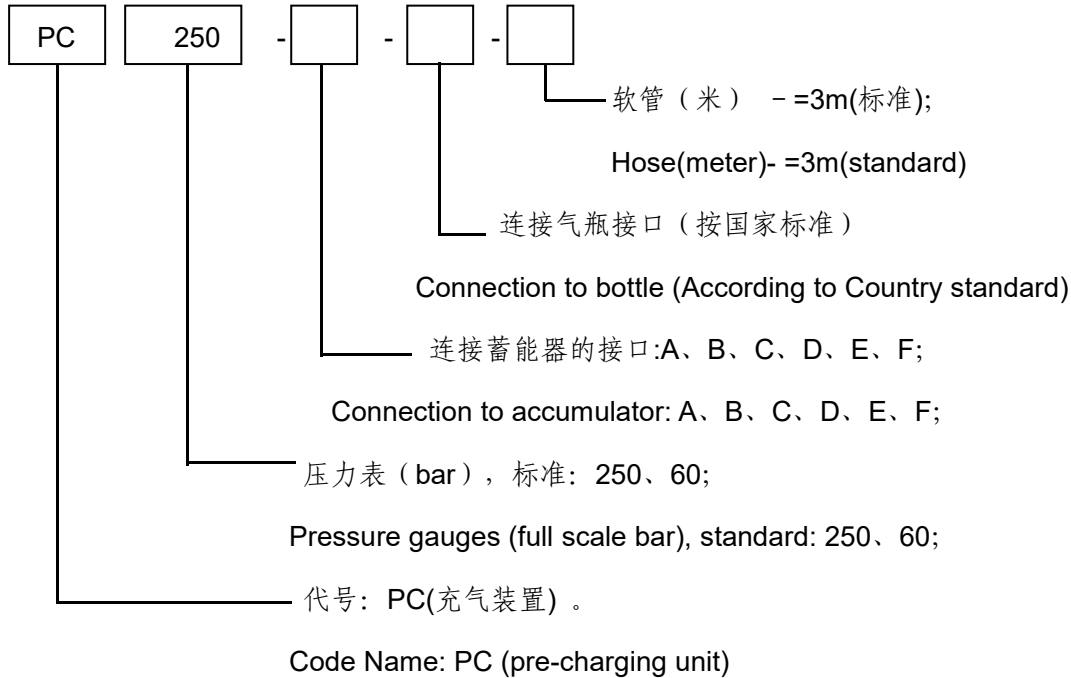 PC 250 - - -
软管（米） －=3m(标准);
Hose(meter)- =3m(standard)
连接气瓶接口（按国家标准）
Connection to bottle (According to Country standard)
连接蓄能器的接口:A、B、C、D、E、F;
Connection to accumulator: A、B、C、D、E、F;
压力表（bar），标准：250、60;
Pressure gauges (full scale bar), standard: 250、60;
代号：PC(充气装置) 。
Code Name: PC (pre-charging unit)